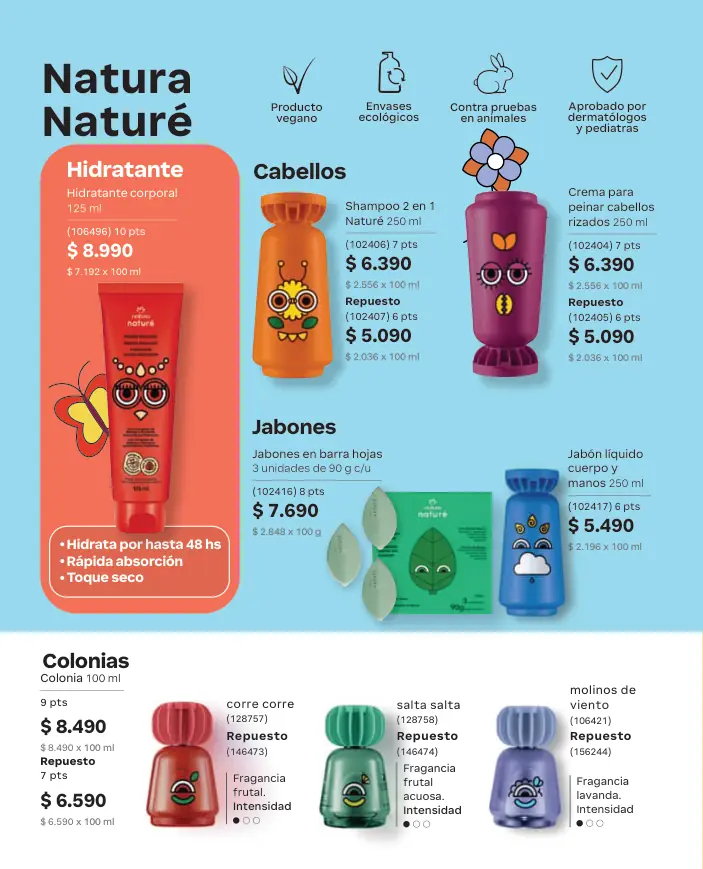 Natura
Naturé
Producto
vegano
Envases
ecológicos
Contra pruebas
en animales
Aprobado por
dermatólogos
y pediatras
Hidratante
Hidratante corporal
125 ml
(106496) 10 pts
$ 8.990
$ 7.192 x 100 ml
natura
naturé
• Hidrata por hasta 48 hs
• Rápida absorción
• Toque seco
Cabellos
Shampoo 2 en 1
Naturé 250 ml
(102406) 7 pts
$ 6.390
$ 2.556 x 100 ml
Repuesto
(102407) 6 pts
$ 5.090
$ 2.036 x 100 ml
Crema para
peinar cabellos
rizados 250 ml
(102404) 7 pts
$ 6.390
$ 2.556 x 100 ml
Repuesto
(102405) 6 pts
$ 5.090
$ 2.036 x 100 ml
Jabones
Jabones en barra hojas
3 unidades de 90 g c/u
(102416) 8 pts
$ 7.690
$ 2.848 x 100 g
natura
naturé
90g
Jabón líquido
cuerpo y
manos 250 ml
(102417) 6 pts
$ 5.490
$ 2.196 x 100 ml
Colonias
Colonia 100 ml
9 pts
$ 8.490
$ 8.490 x 100 ml
Repuesto
7 pts
$ 6.590
$ 6.590 x 100 ml
corre corre
(128757)
Repuesto
(146473)
Fragancia
frutal.
Intensidad
salta salta
(128758)
Repuesto
(146474)
Fragancia
frutal
acuosa.
Intensidad
molinos de
viento
(106421)
Repuesto
(156244)
Fragancia
lavanda.
Intensidad